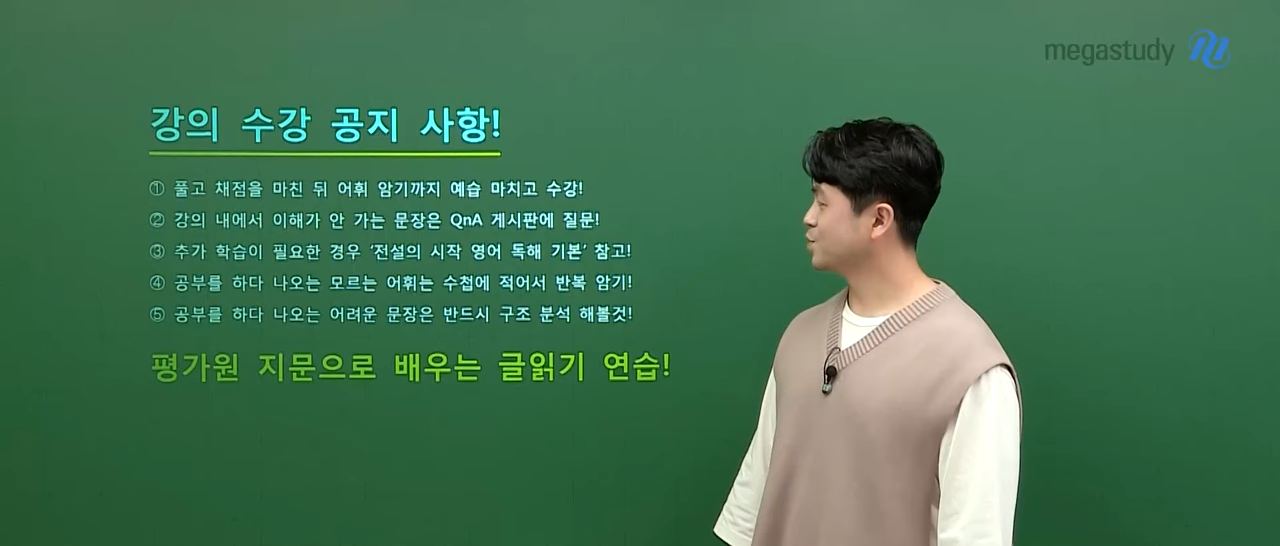 megastudy
강의 수강 공지 사항!
① 풀고 채점을 마친 뒤 어휘 암기까지 예습 마치고 수강!
② 강의 내에서 이해가 안 가는 문장은 QnA 게시판에 질문!
③ 추가 학습이 필요한 경우 ‘전설의 시작 영어 독해 기본’ 참고!
④ 공부를 하다 나오는 모르는 어휘는 수첩에 적어서 반복 암기!
⑤ 공부를 하다 나오는 어려운 문장은 반드시 구조 분석 해볼것!
평가원 지문으로 배우는 글읽기 연습!